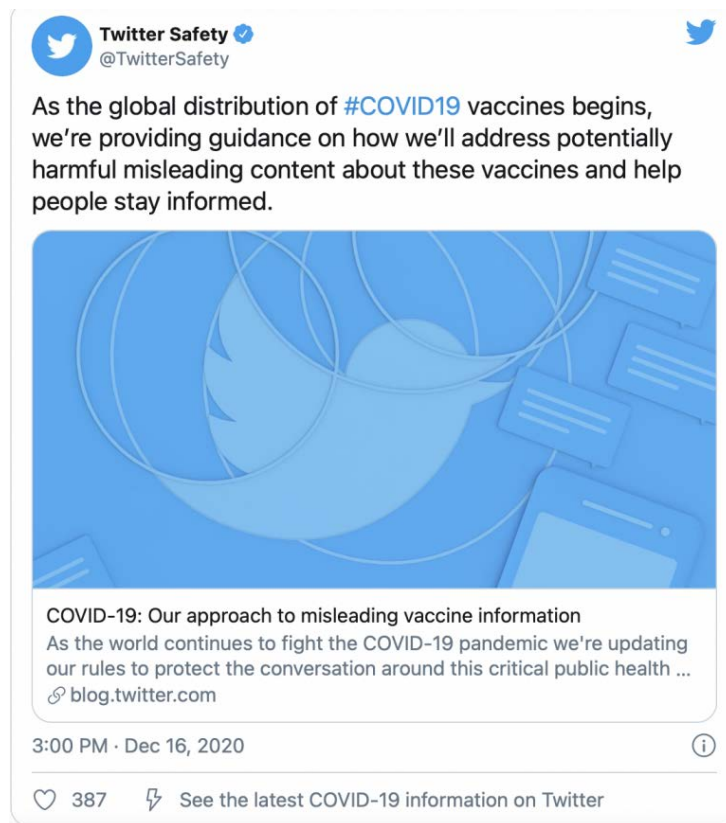 Twitter Safety
@TwitterSafety
As the global distribution of #COVID19 vaccines begins,
we’re providing guidance on how we’ll address potentially
harmful misleading content about these vaccines and help
people stay informed.
COVID-19: Our approach to misleading vaccine information
As the world continues to fight the COVID-19 pandemic we're updating
our rules to protect the conversation around this critical public health ...
blog.twitter.com
3:00 PM · Dec 16, 2020
387 See the latest COVID-19 information on Twitter